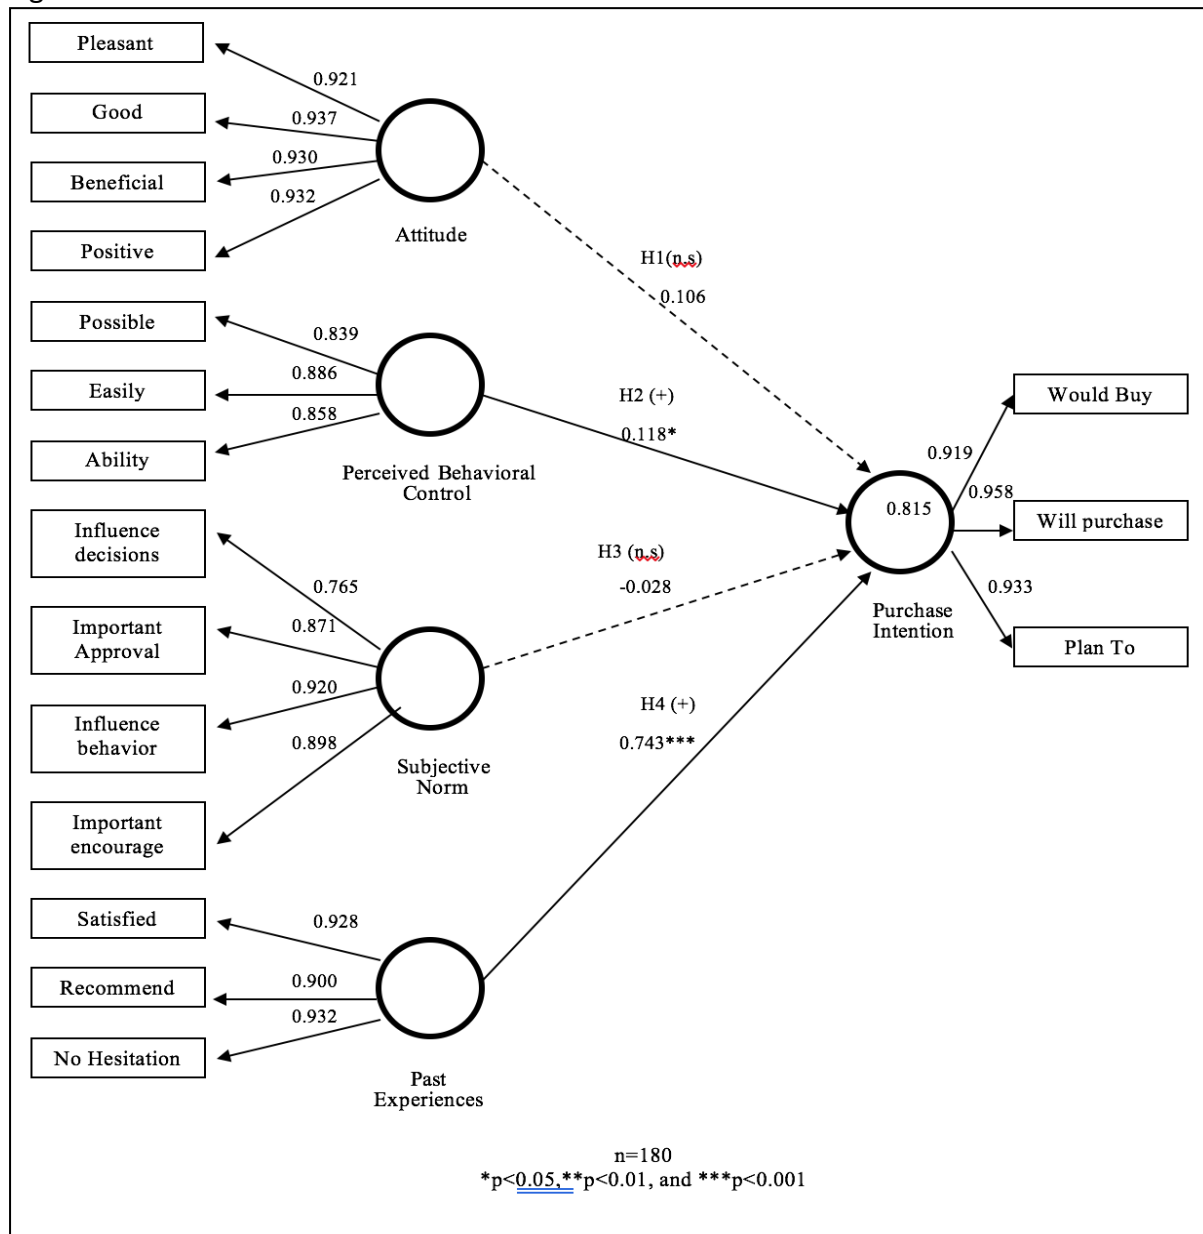 Pleasant
0.921
Good
0.937
0.930
Beneficial
0.932
Positive
Attitude
H1(n.s)
0.106
Possible
0.839
0.886
Easily
0.858
Ability
Perceived Behavioral
Control
H2 (+)
0.118*
Influence
decisions
0.765
Important
Approval
0.871
0.920
Influence
behavior
0.898
Important
encourage
Subjective
Norm
H3 (n.s)
-0.028
H4 (+)
0.743***
Satisfied
0.928
0.900
Recommend
0.932
No Hesitation
Past
Experiences
0.815
Purchase
Intention
Would Buy
0.919
0.958
Will purchase
0.933
Plan To
n=180
*p<0.05,**p<0.01, and ***p<0.001